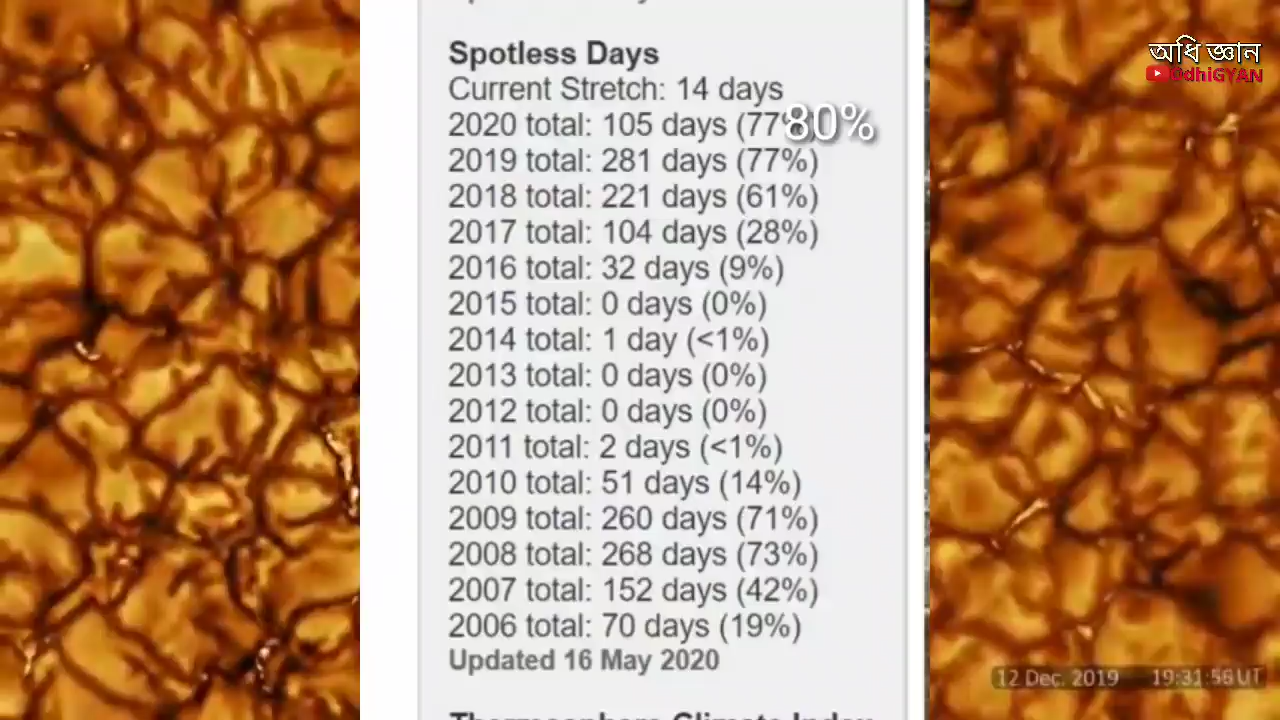 অধি জ্ঞান
OdhiGYAN
Spotless Days
Current Stretch: 14 days
2020 total: 105 days (77%
80%
2019 total: 281 days (77%)
2018 total: 221 days (61%)
2017 total: 104 days (28%)
2016 total: 32 days (9%)
2015 total: 0 days (0%)
2014 total: 1 day (<1%)
2013 total: 0 days (0%)
2012 total: 0 days (0%)
2011 total: 2 days (<1%)
2010 total: 51 days (14%)
2009 total: 260 days (71%)
2008 total: 268 days (73%)
2007 total: 152 days (42%)
2006 total: 70 days (19%)
Updated 16 May 2020
12 Dec. 2019 19:31:56 UT